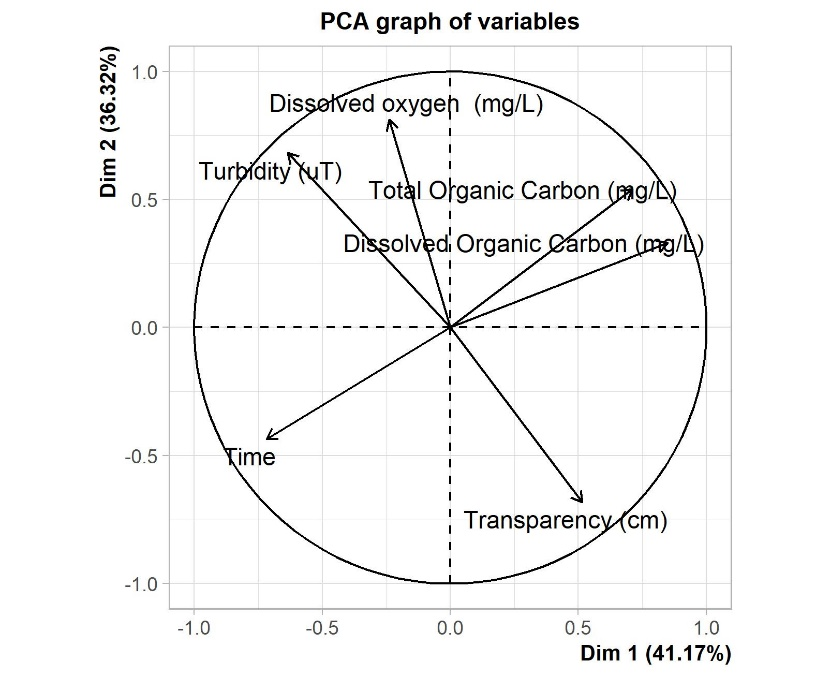 PCA graph of variables
Dim 2 (36.32%)
1.0
0.5
0.0
-0.5
-1.0
Dissolved oxygen  (mg/L)
Turbidity (uT)
Total Organic Carbon (mg/L)
Dissolved Organic Carbon (mg/L)
Time
Transparency (cm)
-1.0
-0.5
0.0
0.5
1.0
Dim 1 (41.17%)